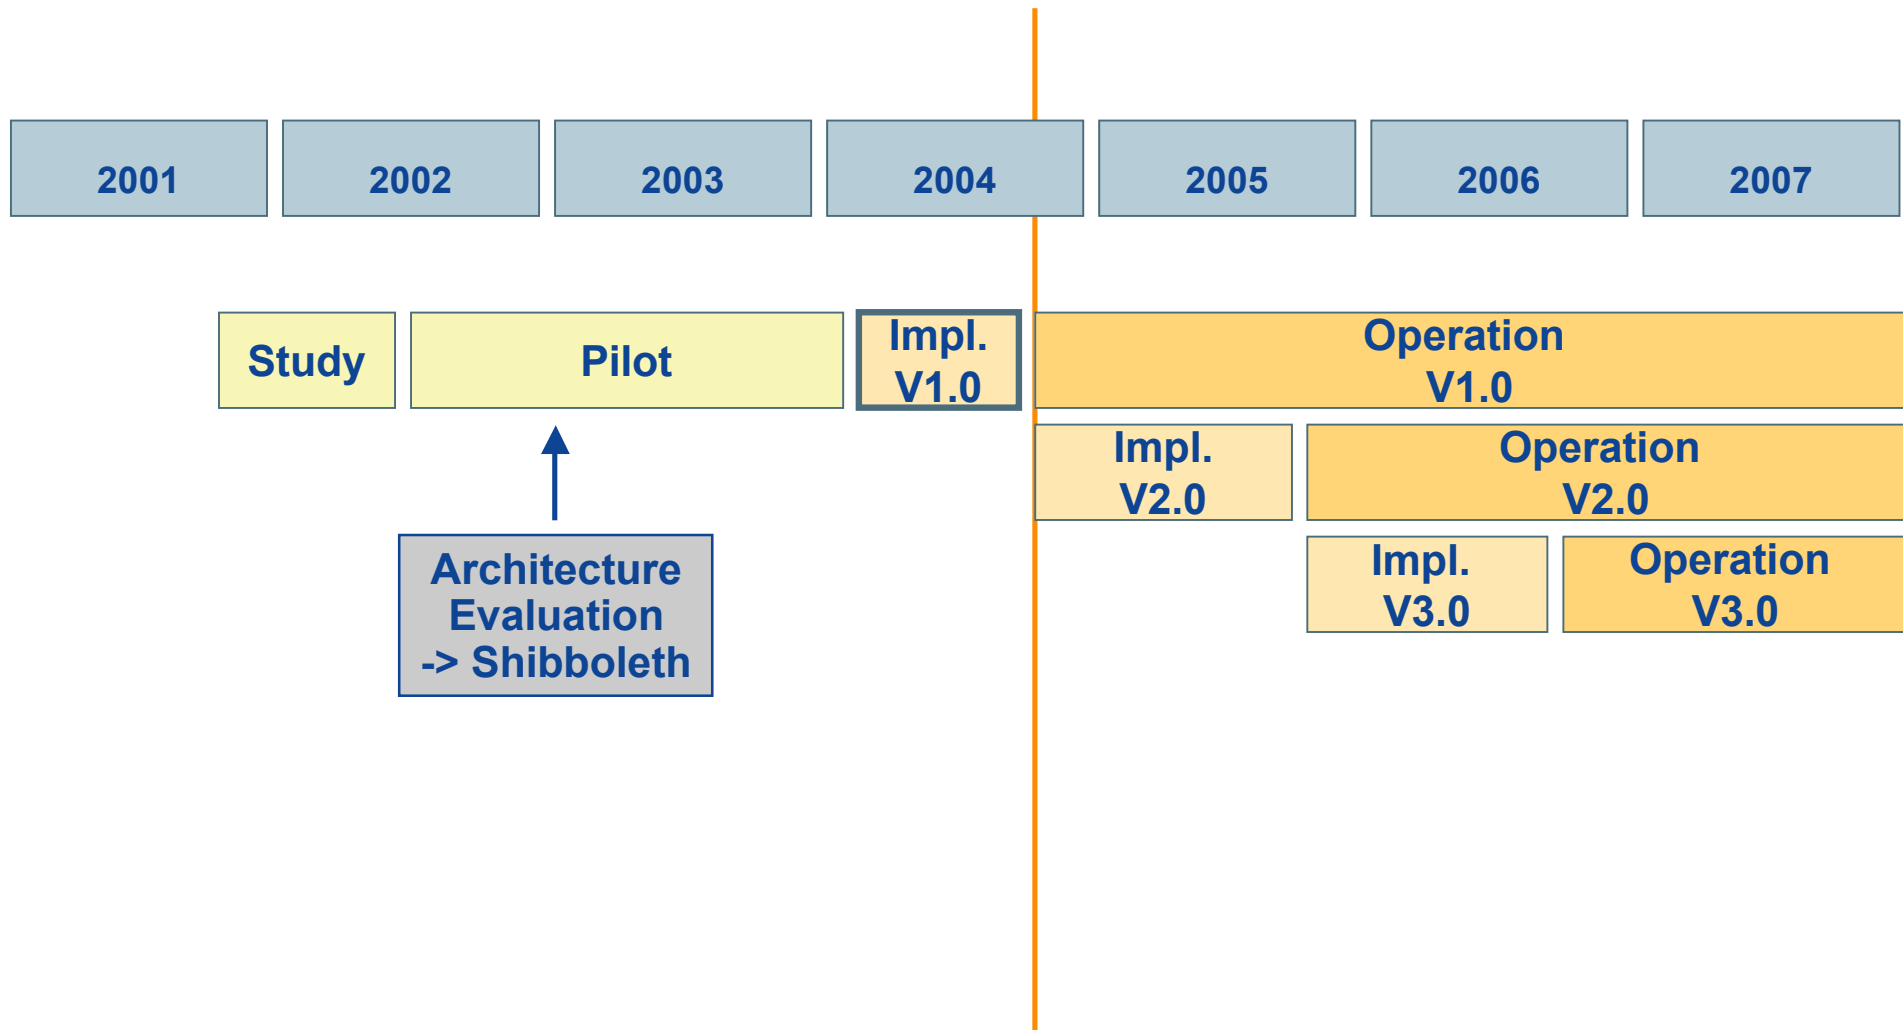 2001
2002
2003
2004
2005
2006
2007
Study
Pilot
Impl.
V1.0
Operation
V1.0
Impl.
V2.0
Operation
V2.0
Impl.
V3.0
Operation
V3.0
Architecture
Evaluation
-> Shibboleth